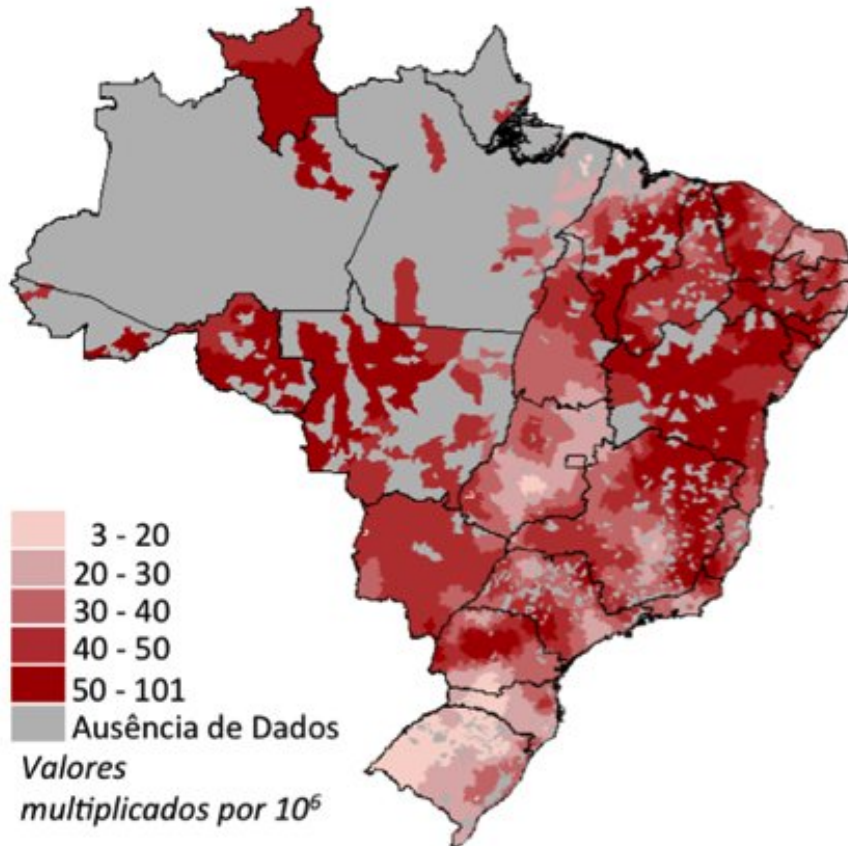 3 - 20
20 - 30
30 - 40
40 - 50
50 - 101
Ausência de Dados
Valores
multiplicados por 10⁶